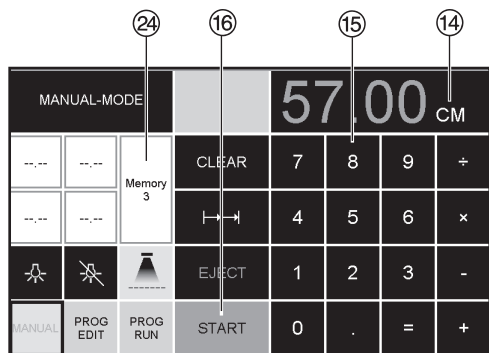 24 16 15 14
MANUAL-MODE 57.00 CM
--.-- --.-- Memory 3 CLEAR 7 8 9 ÷
--.-- --.-- 4 5 6 ×
EJECT 1 2 3 -
MANUAL PROG EDIT PROG RUN START 0 . = +